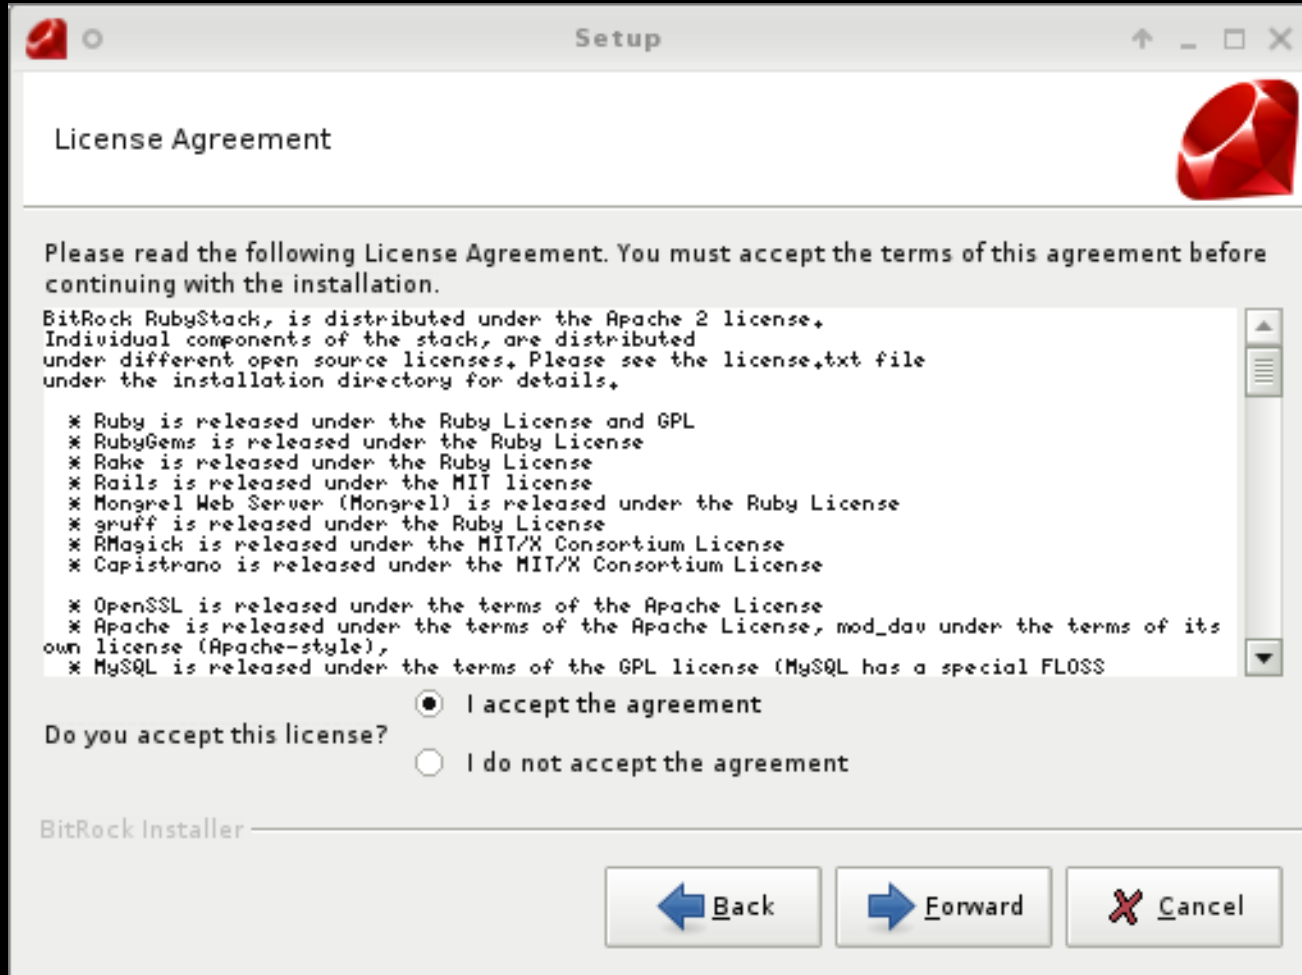 Setup
License Agreement
Please read the following License Agreement. You must accept the terms of this agreement before
continuing with the installation.
BitRock RubyStack, is distributed under the Apache 2 license.
Individual components of the stack, are distributed
under different open source licenses. Please see the license.txt file
under the installation directory for details.
* Ruby is released under the Ruby License and GPL
* RubyGems is released under the Ruby License
* Rake is released under the Ruby License
* Rails is released under the MIT license
* Mongrel Web Server (Mongrel) is released under the Ruby License
* gruff is released under the Ruby License
* RMagick is released under the MIT/X Consortium License
* Capistrano is released under the MIT/X Consortium License
* OpenSSL is released under the terms of the Apache License
* Apache is released under the terms of the Apache License, mod_dav under the terms of its
own license (Apache-style),
* MySQL is released under the terms of the GPL license (MySQL has a special FLOSS
I accept the agreement
Do you accept this license?
I do not accept the agreement
BitRock Installer
Back Forward Cancel